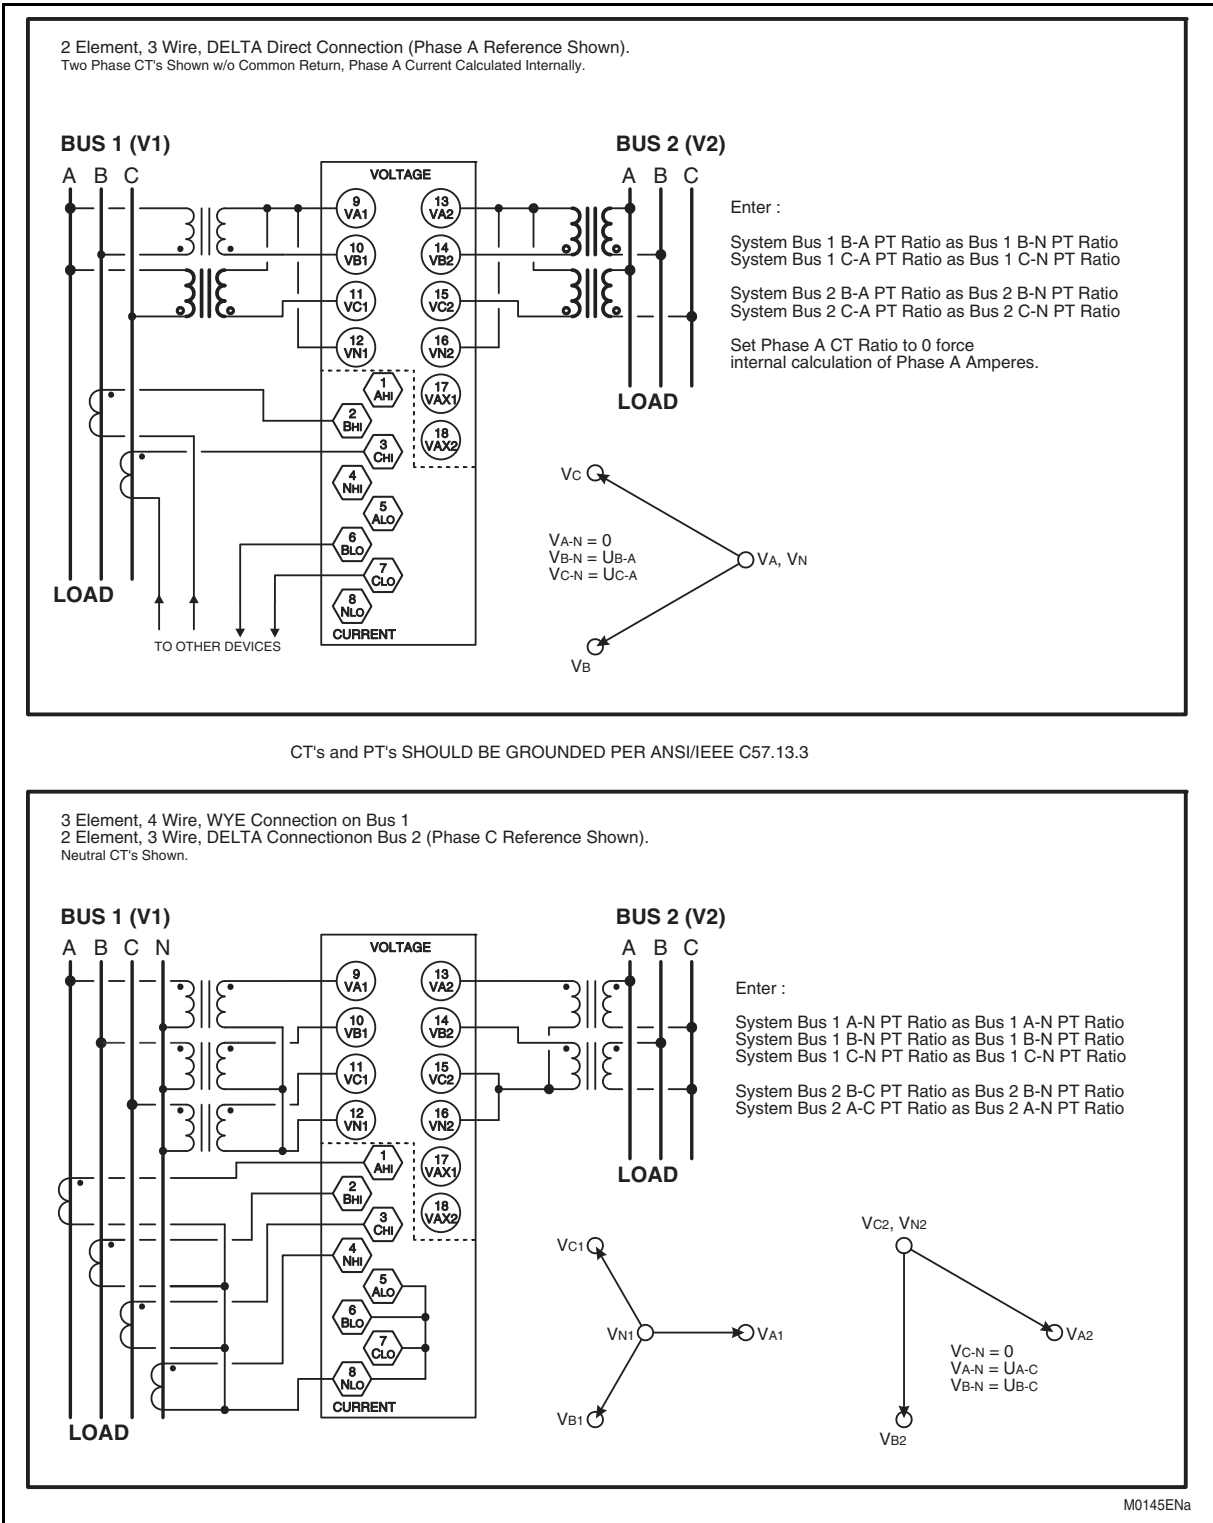 2 Element, 3 Wire, DELTA Direct Connection (Phase A Reference Shown).
Two Phase CT's Shown w/o Common Return, Phase A Current Calculated Internally.
BUS 1 (V1)
BUS 2 (V2)
A B C
VOLTAGE
A B C
9 VA1
13 VA2
10 VB1
14 VB2
11 VC1
15 VC2
12 VN1
16 VN2
1 AHI
17 VAX1
2 BHI
18 VAX2
3 CHI
4 NHI
5 ALO
6 BLO
7 CLO
8 NLO
CURRENT
LOAD
LOAD
TO OTHER DEVICES
Enter :
System Bus 1 B-A PT Ratio as Bus 1 B-N PT Ratio
System Bus 1 C-A PT Ratio as Bus 1 C-N PT Ratio
System Bus 2 B-A PT Ratio as Bus 2 B-N PT Ratio
System Bus 2 C-A PT Ratio as Bus 2 C-N PT Ratio
Set Phase A CT Ratio to 0 force
internal calculation of Phase A Amperes.
VC
VA-N = 0
VB-N = UB-A
VC-N = UC-A
VA, VN
VB
CT's and PT's SHOULD BE GROUNDED PER ANSI/IEEE C57.13.3
3 Element, 4 Wire, WYE Connection on Bus 1
2 Element, 3 Wire, DELTA Connectionon Bus 2 (Phase C Reference Shown).
Neutral CT's Shown.
BUS 1 (V1)
BUS 2 (V2)
A B C N
VOLTAGE
A B C
9 VA1
13 VA2
10 VB1
14 VB2
11 VC1
15 VC2
12 VN1
16 VN2
1 AHI
17 VAX1
2 BHI
18 VAX2
3 CHI
4 NHI
5 ALO
6 BLO
7 CLO
8 NLO
CURRENT
LOAD
LOAD
Enter :
System Bus 1 A-N PT Ratio as Bus 1 A-N PT Ratio
System Bus 1 B-N PT Ratio as Bus 1 B-N PT Ratio
System Bus 1 C-N PT Ratio as Bus 1 C-N PT Ratio
System Bus 2 B-C PT Ratio as Bus 2 B-N PT Ratio
System Bus 2 A-C PT Ratio as Bus 2 A-N PT Ratio
VC1
VN1
VA1
VB1
VC2, VN2
VA2
VC-N = 0
VA-N = UA-C
VB-N = UB-C
VB2
M0145ENa